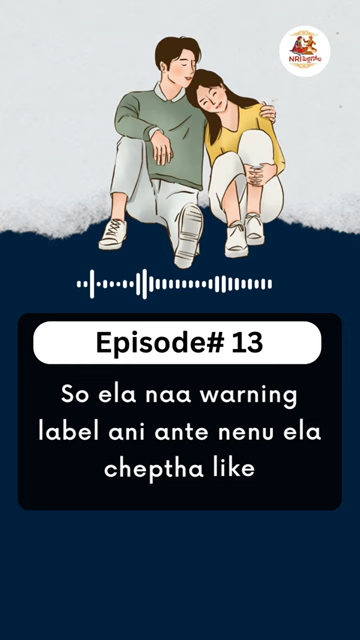 Episode# 13
So ela naa warning
label ani ante nenu ela
cheptha like